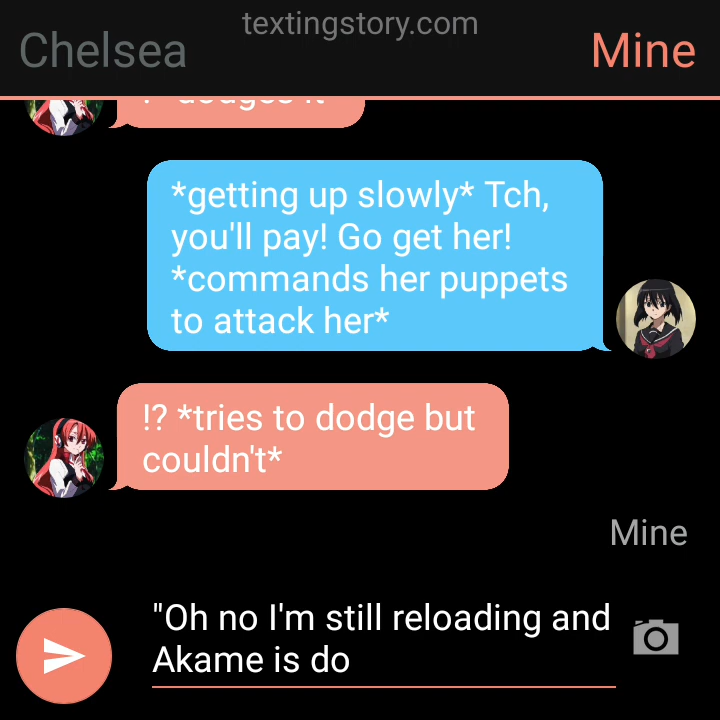 textingstory.com
Chelsea
Mine
*getting up slowly* Tch,
you'll pay! Go get her!
*commands her puppets
to attack her*
!? *tries to dodge but
couldn't*
Mine
"Oh no I'm still reloading and
Akame is do